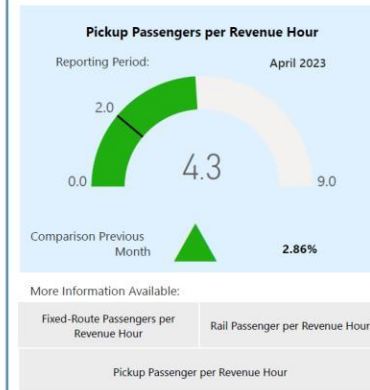 Pickup Passengers per Revenue Hour
Reporting Period: April 2023
2.0
4.3
0.0 9.0
Comparison Previous
Month 2.86%
More Information Available:
Fixed-Route Passengers per
Revenue Hour
Rail Passenger per Revenue Hour
Pickup Passenger per Revenue Hour